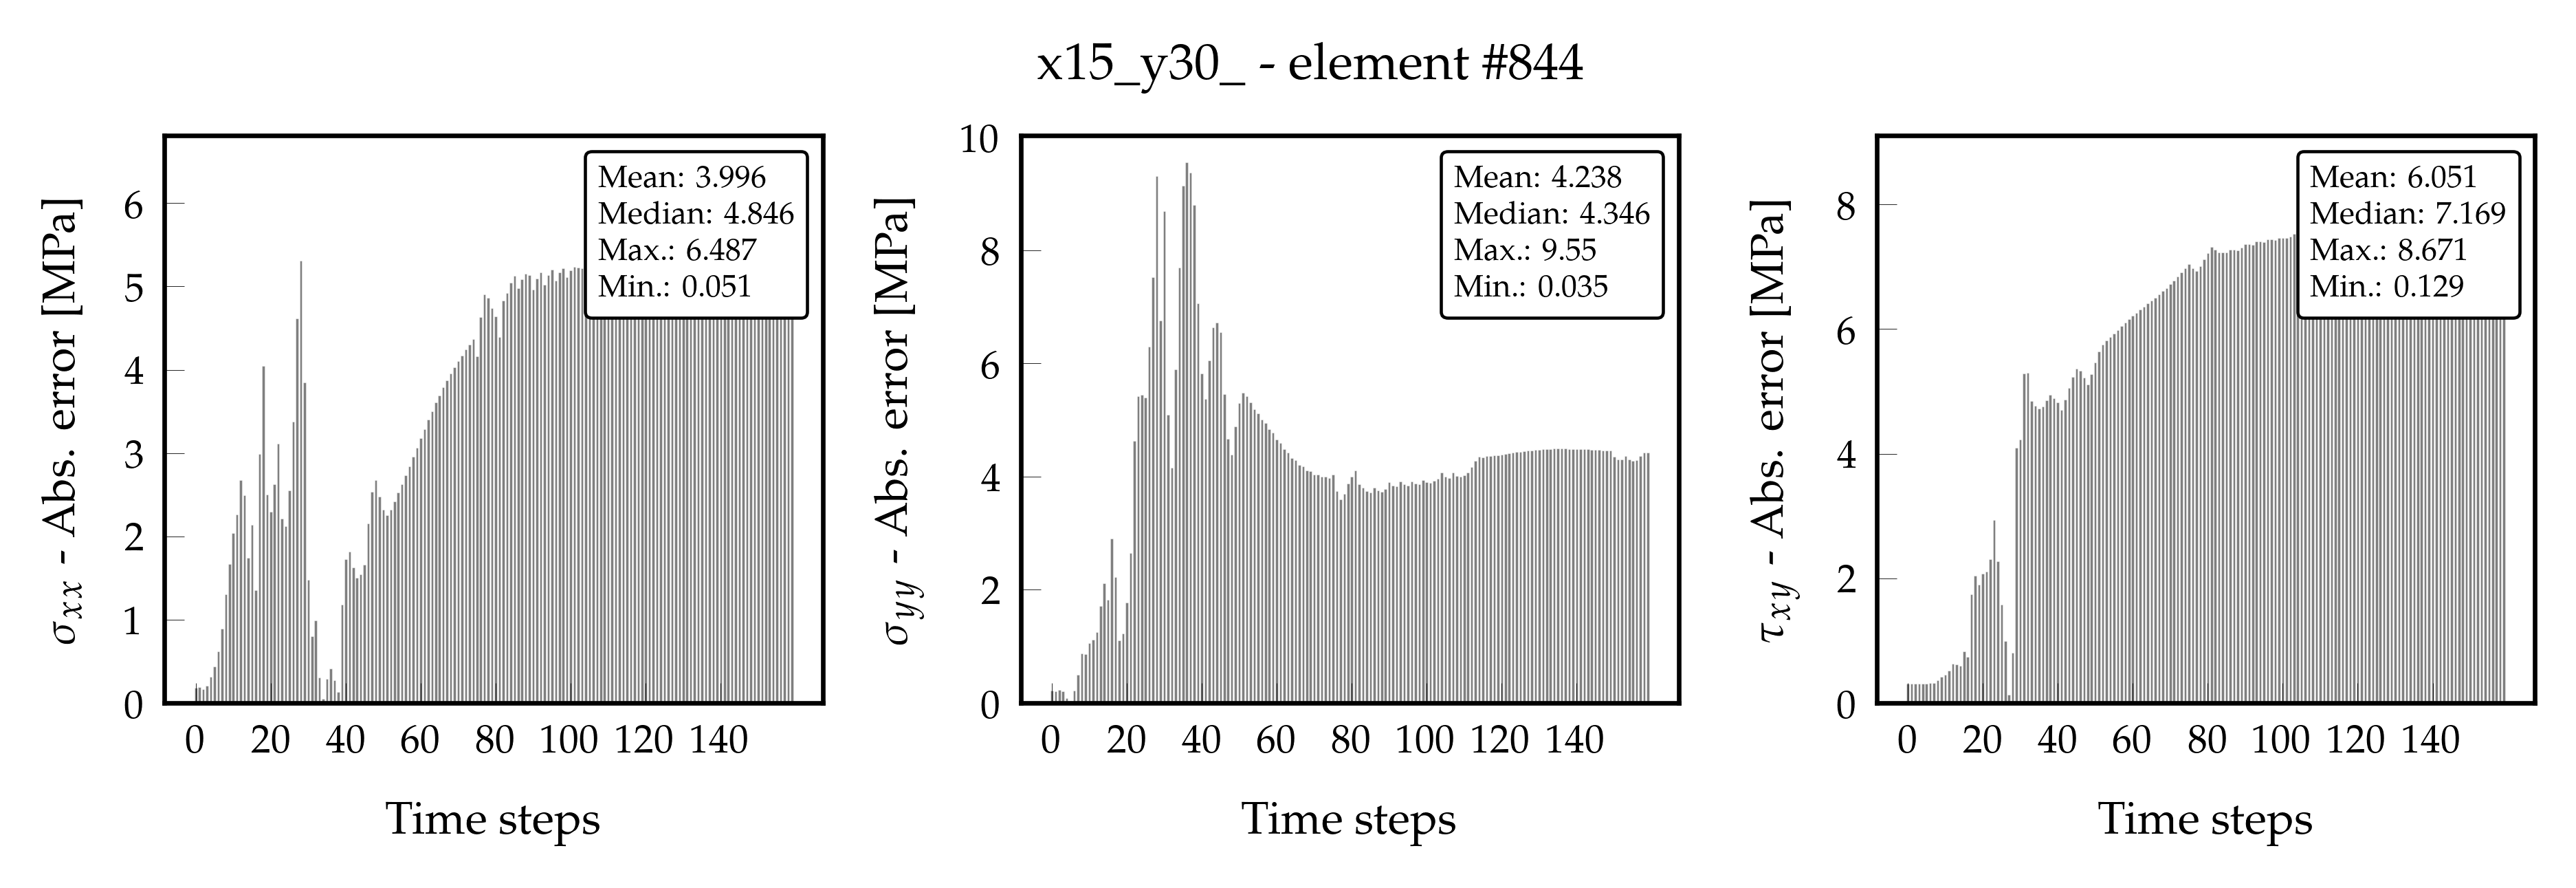 x15_y30_ - element #844
σxx - Abs. error [MPa]
6
5
4
3
2
1
0
Mean: 3.996
Median: 4.846
Max.: 6.487
Min.: 0.051
0 20 40 60 80 100 120 140
Time steps
σyy - Abs. error [MPa]
10
8
6
4
2
0
Mean: 4.238
Median: 4.346
Max.: 9.55
Min.: 0.035
0 20 40 60 80 100 120 140
Time steps
τxy - Abs. error [MPa]
8
6
4
2
0
Mean: 6.051
Median: 7.169
Max.: 8.671
Min.: 0.129
0 20 40 60 80 100 120 140
Time steps